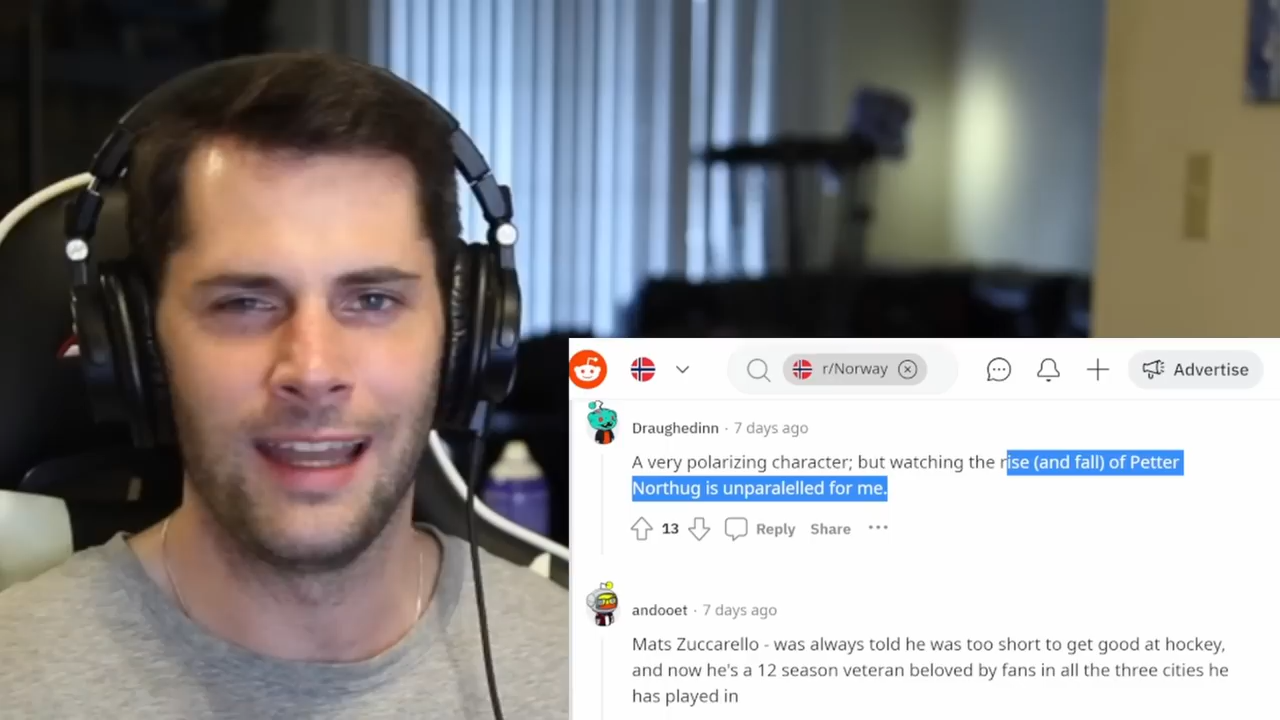 r/Norway
Advertise
Draughedinn · 7 days ago
A very polarizing character; but watching the rise (and fall) of Petter
Northug is unparalelled for me.
13 Reply Share ...
andooet · 7 days ago
Mats Zuccarello - was always told he was too short to get good at hockey,
and now he's a 12 season veteran beloved by fans in all the three cities he
has played in